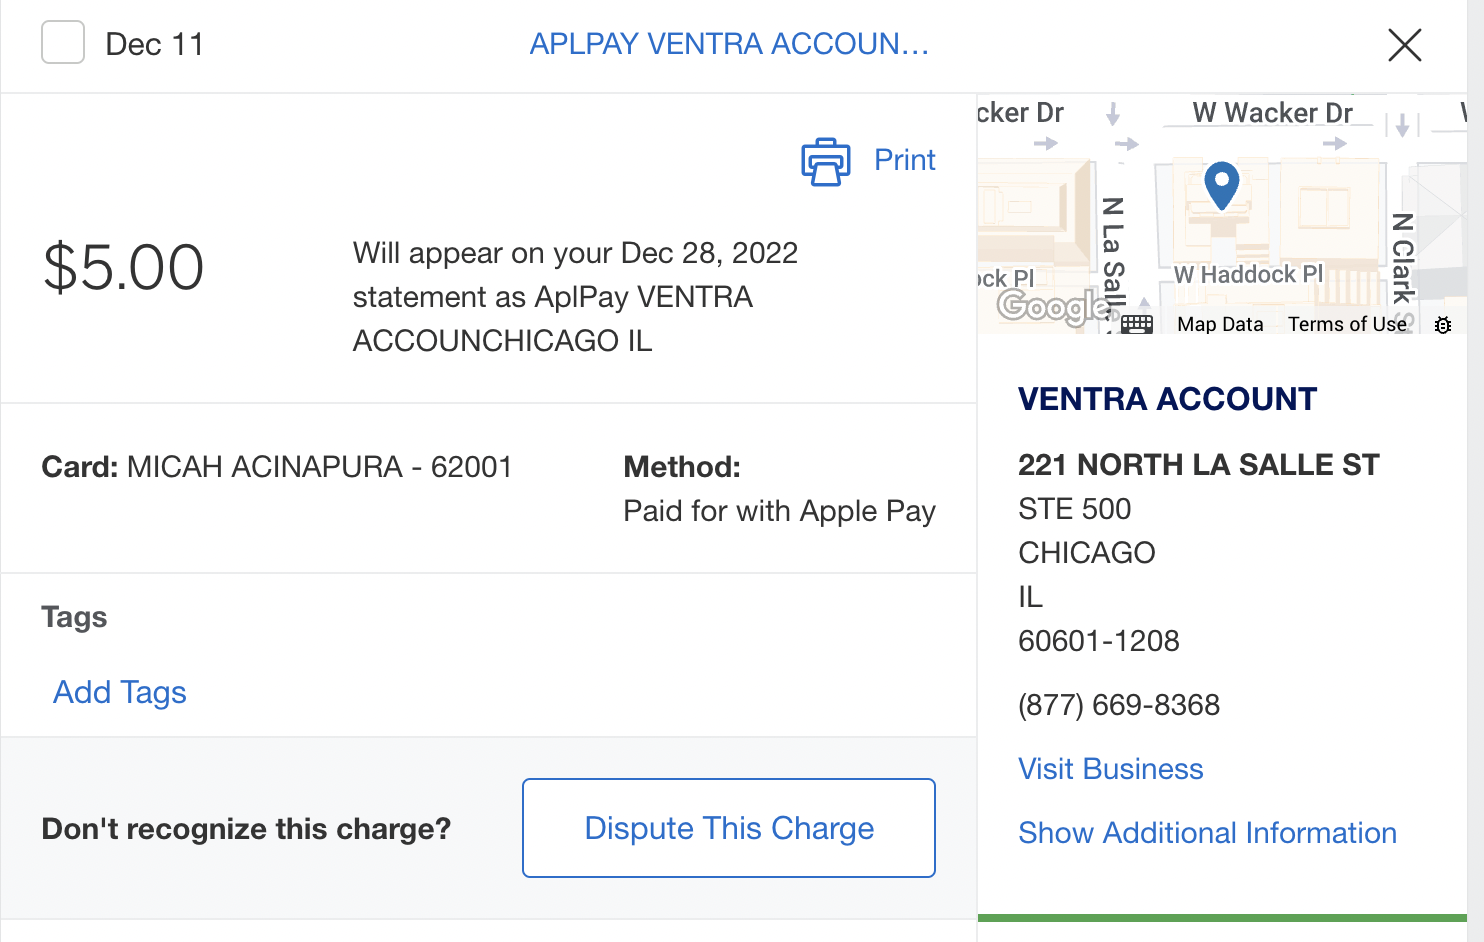 Dec 11
APLPAY VENTRA ACCOUN...
Print
$5.00
Will appear on your Dec 28, 2022
statement as AplPay VENTRA
ACCOUNCHICAGO IL
Card: MICAH ACINAPURA - 62001
Method:
Paid for with Apple Pay
Tags
Add Tags
Don't recognize this charge?
Dispute This Charge
cker Dr
W Wacker Dr
N La Sall
N Clark S
ck Pl
W Haddock Pl
Google
Map Data
Terms of Use
VENTRA ACCOUNT
221 NORTH LA SALLE ST
STE 500
CHICAGO
IL
60601-1208
(877) 669-8368
Visit Business
Show Additional Information